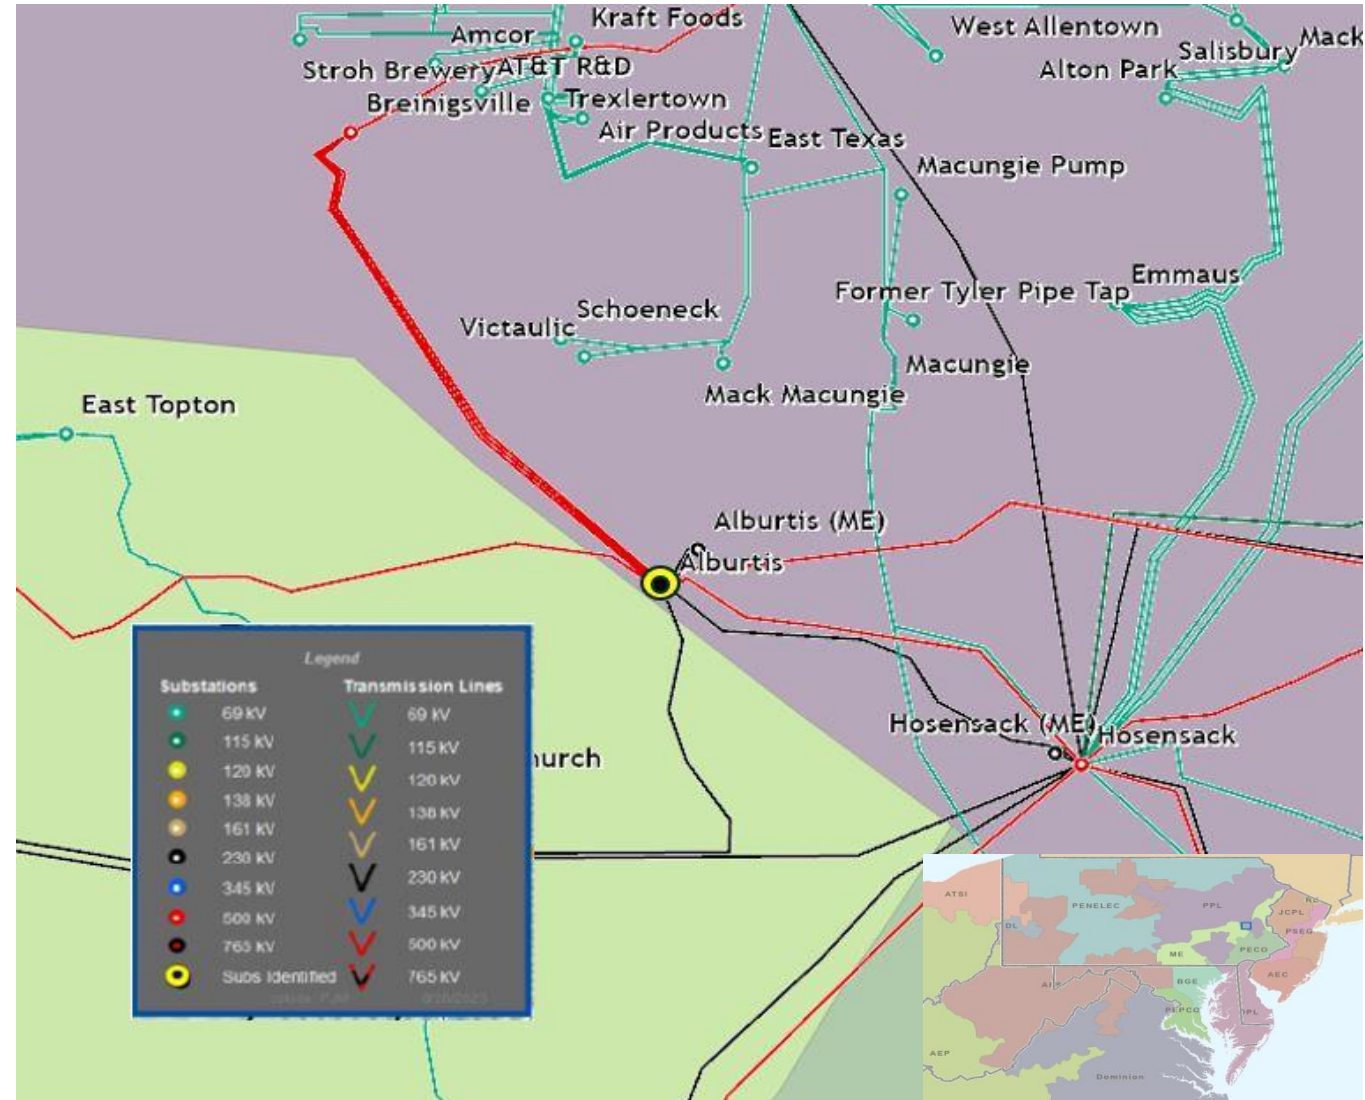 Kraft Foods
West Allentown
Amcor
Mack
Salisbury
Stroh Brewery
AT&T R&D
Alton Park
Breinigsville
Trexlertown
Air Products
East Texas
Macungie Pump
Emmaus
Former Tyler Pipe Tap
Schoeneck
Victaulic
Macungie
Mack Macungie
East Topton
Alburtis (ME)
Alburtis
Hosensack (ME)
Hosensack
hurch
Legend
Substations
Transmission Lines
69 kV
69 kV
115 kV
115 kV
120 kV
120 kV
138 kV
138 kV
161 kV
161 kV
230 kV
230 kV
345 kV
345 kV
500 kV
500 kV
765 kV
765 kV
Subs Identified
ATSI
PENELEC
PPL
JCPL
DL
PSEG
ME
PECO
AEC
BGE
PEPCO
DPL
AEP
Dominion